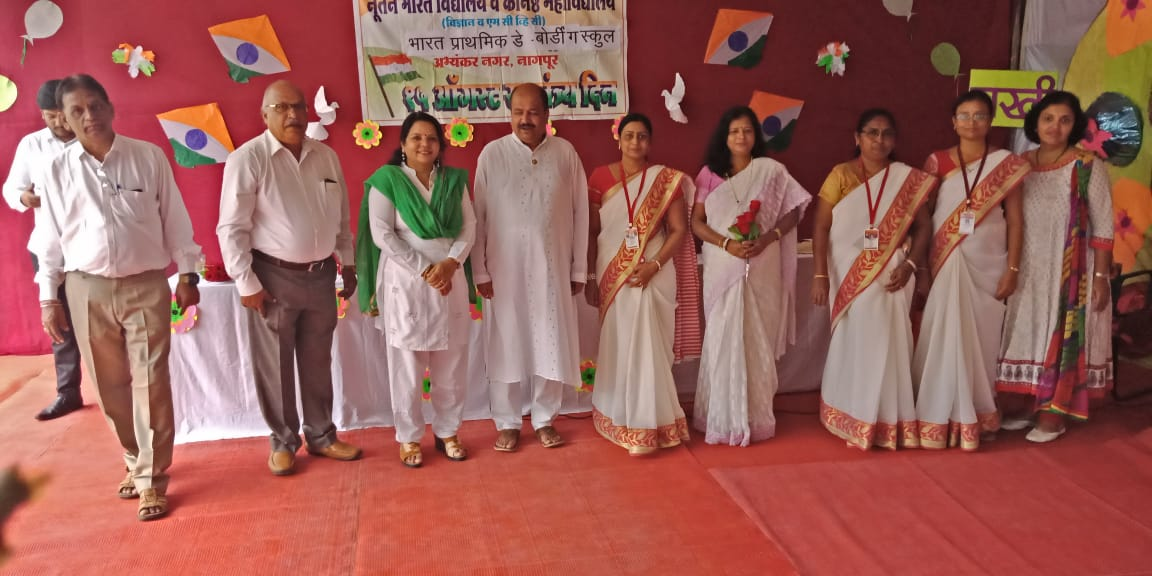 नूतन भारत विद्यालय व कनिष्ठ महाविद्यालय
(विज्ञान व एम सी व्हि सी)
भारत प्राथमिक डे बोर्डींग स्कुल
अभ्यंकर नगर, नागपूर
१५ ऑगस्ट दिन